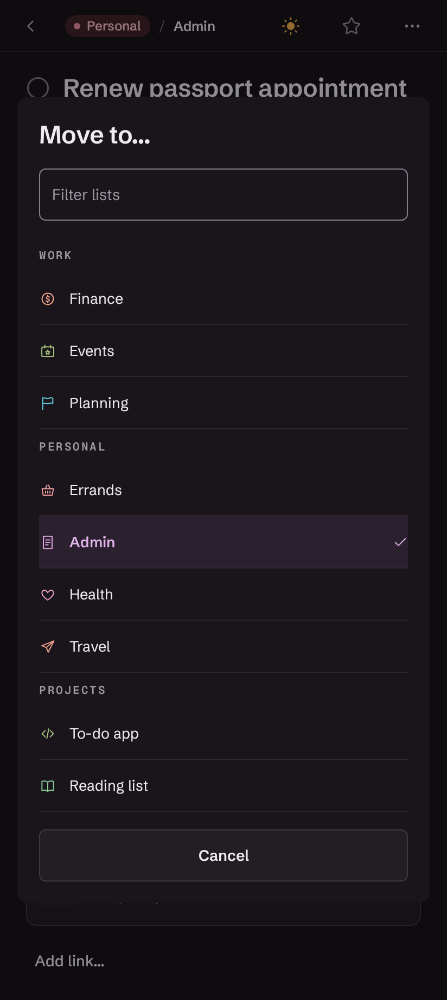 Personal / Admin
Renew passport appointment
Move to...
Filter lists
WORK
Finance
Events
Planning
PERSONAL
Errands
Admin
Health
Travel
PROJECTS
To-do app
Reading list
Cancel
Add link...